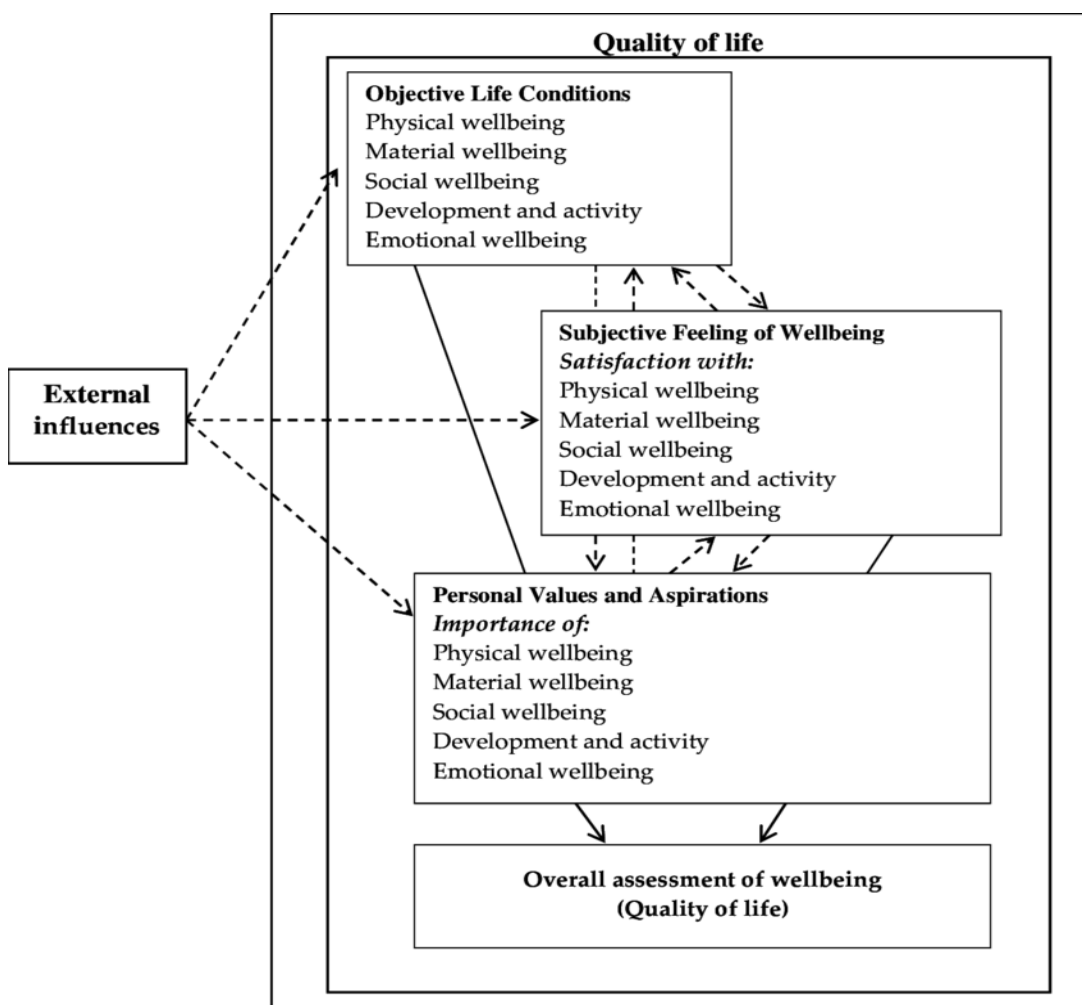 Quality of life
Objective Life Conditions
Physical wellbeing
Material wellbeing
Social wellbeing
Development and activity
Emotional wellbeing
Subjective Feeling of Wellbeing
Satisfaction with:
Physical wellbeing
Material wellbeing
Social wellbeing
Development and activity
Emotional wellbeing
External
influences
Personal Values and Aspirations
Importance of:
Physical wellbeing
Material wellbeing
Social wellbeing
Development and activity
Emotional wellbeing
Overall assessment of wellbeing
(Quality of life)